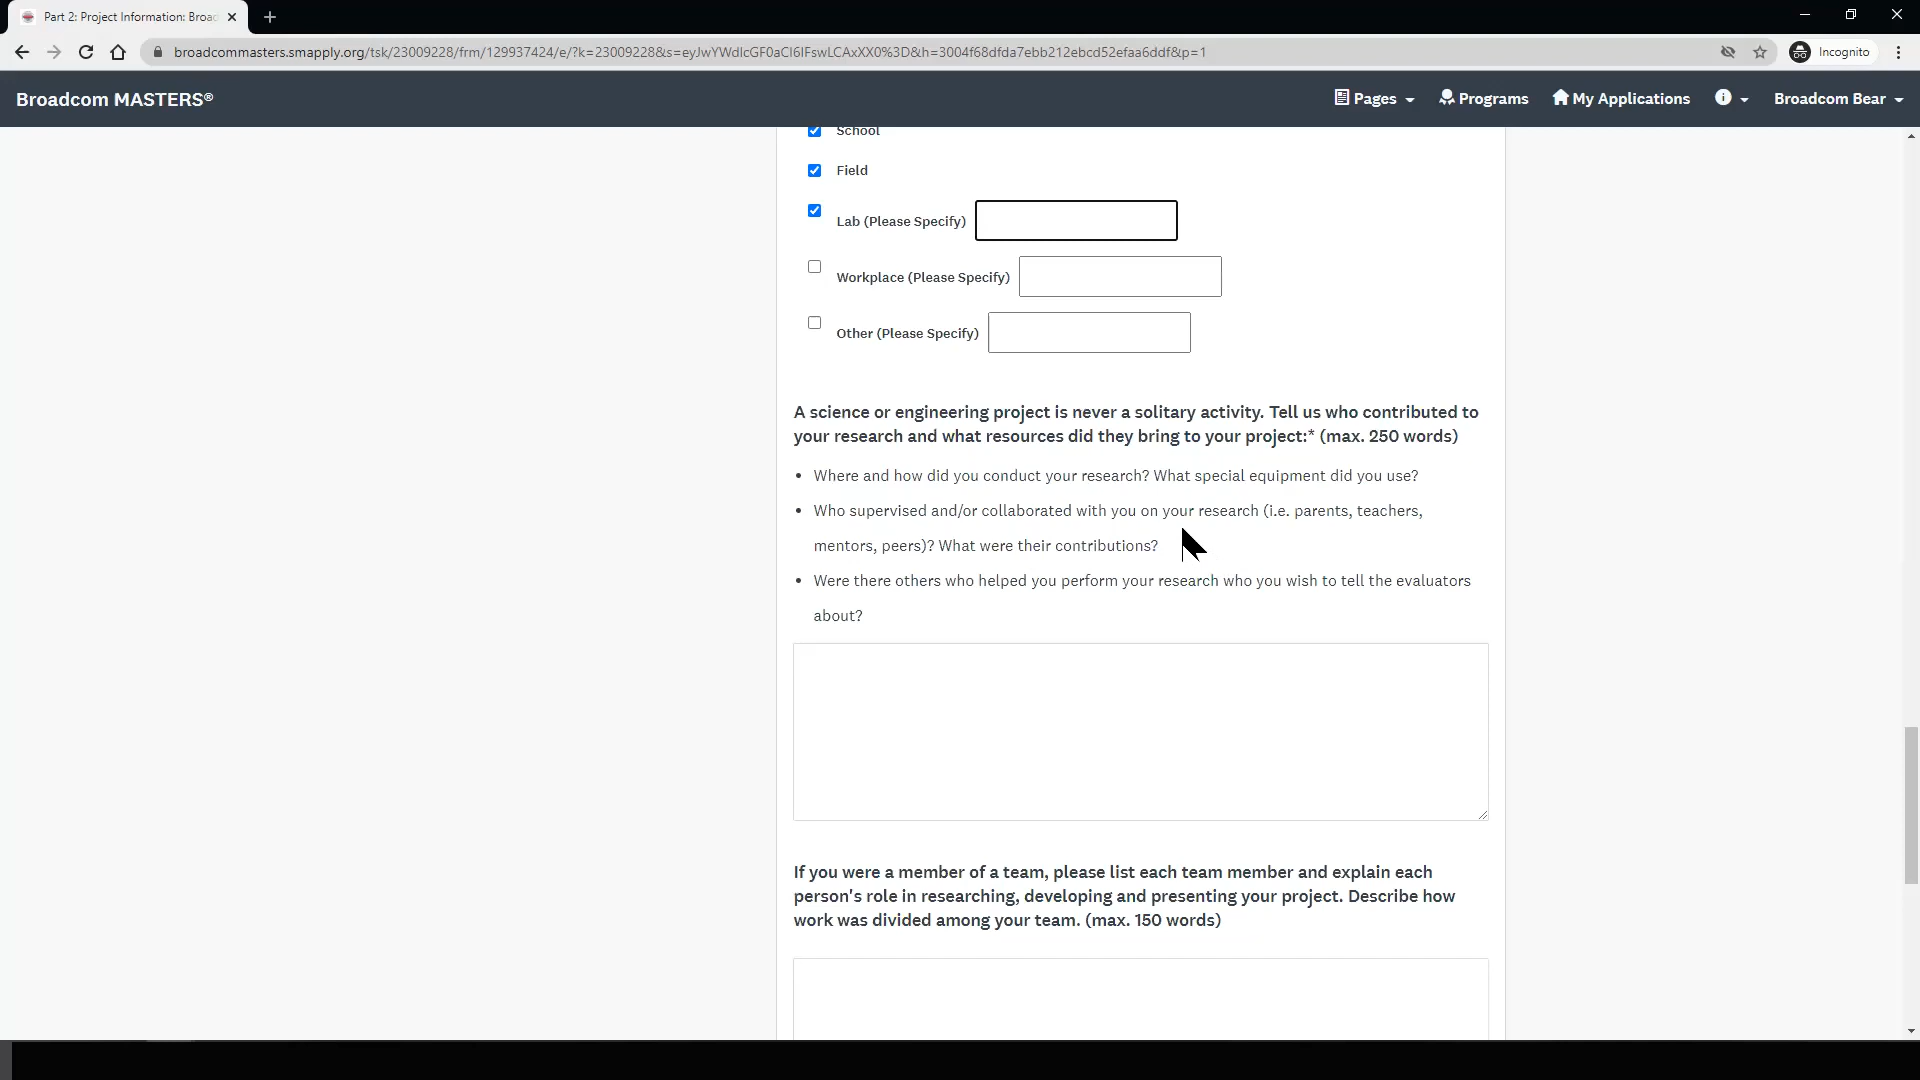 Part 2: Project Information: Broa
broadcommasters.smapply.org/tsk/23009228/frm/129937424/e/?k=23009228&s=eyJwYWdlcGF0aCI6IFswLCAxXX0%3D&h=3004f68dfda7ebb212ebcd52efaa6ddf&p=1
Incognito
Broadcom MASTERS®
Pages
Programs
My Applications
Broadcom Bear
School
Field
Lab (Please Specify)
Workplace (Please Specify)
Other (Please Specify)
A science or engineering project is never a solitary activity. Tell us who contributed to
your research and what resources did they bring to your project:* (max. 250 words)
• Where and how did you conduct your research? What special equipment did you use?
• Who supervised and/or collaborated with you on your research (i.e. parents, teachers,
mentors, peers)? What were their contributions?
• Were there others who helped you perform your research who you wish to tell the evaluators
about?
If you were a member of a team, please list each team member and explain each
person's role in researching, developing and presenting your project. Describe how
work was divided among your team. (max. 150 words)